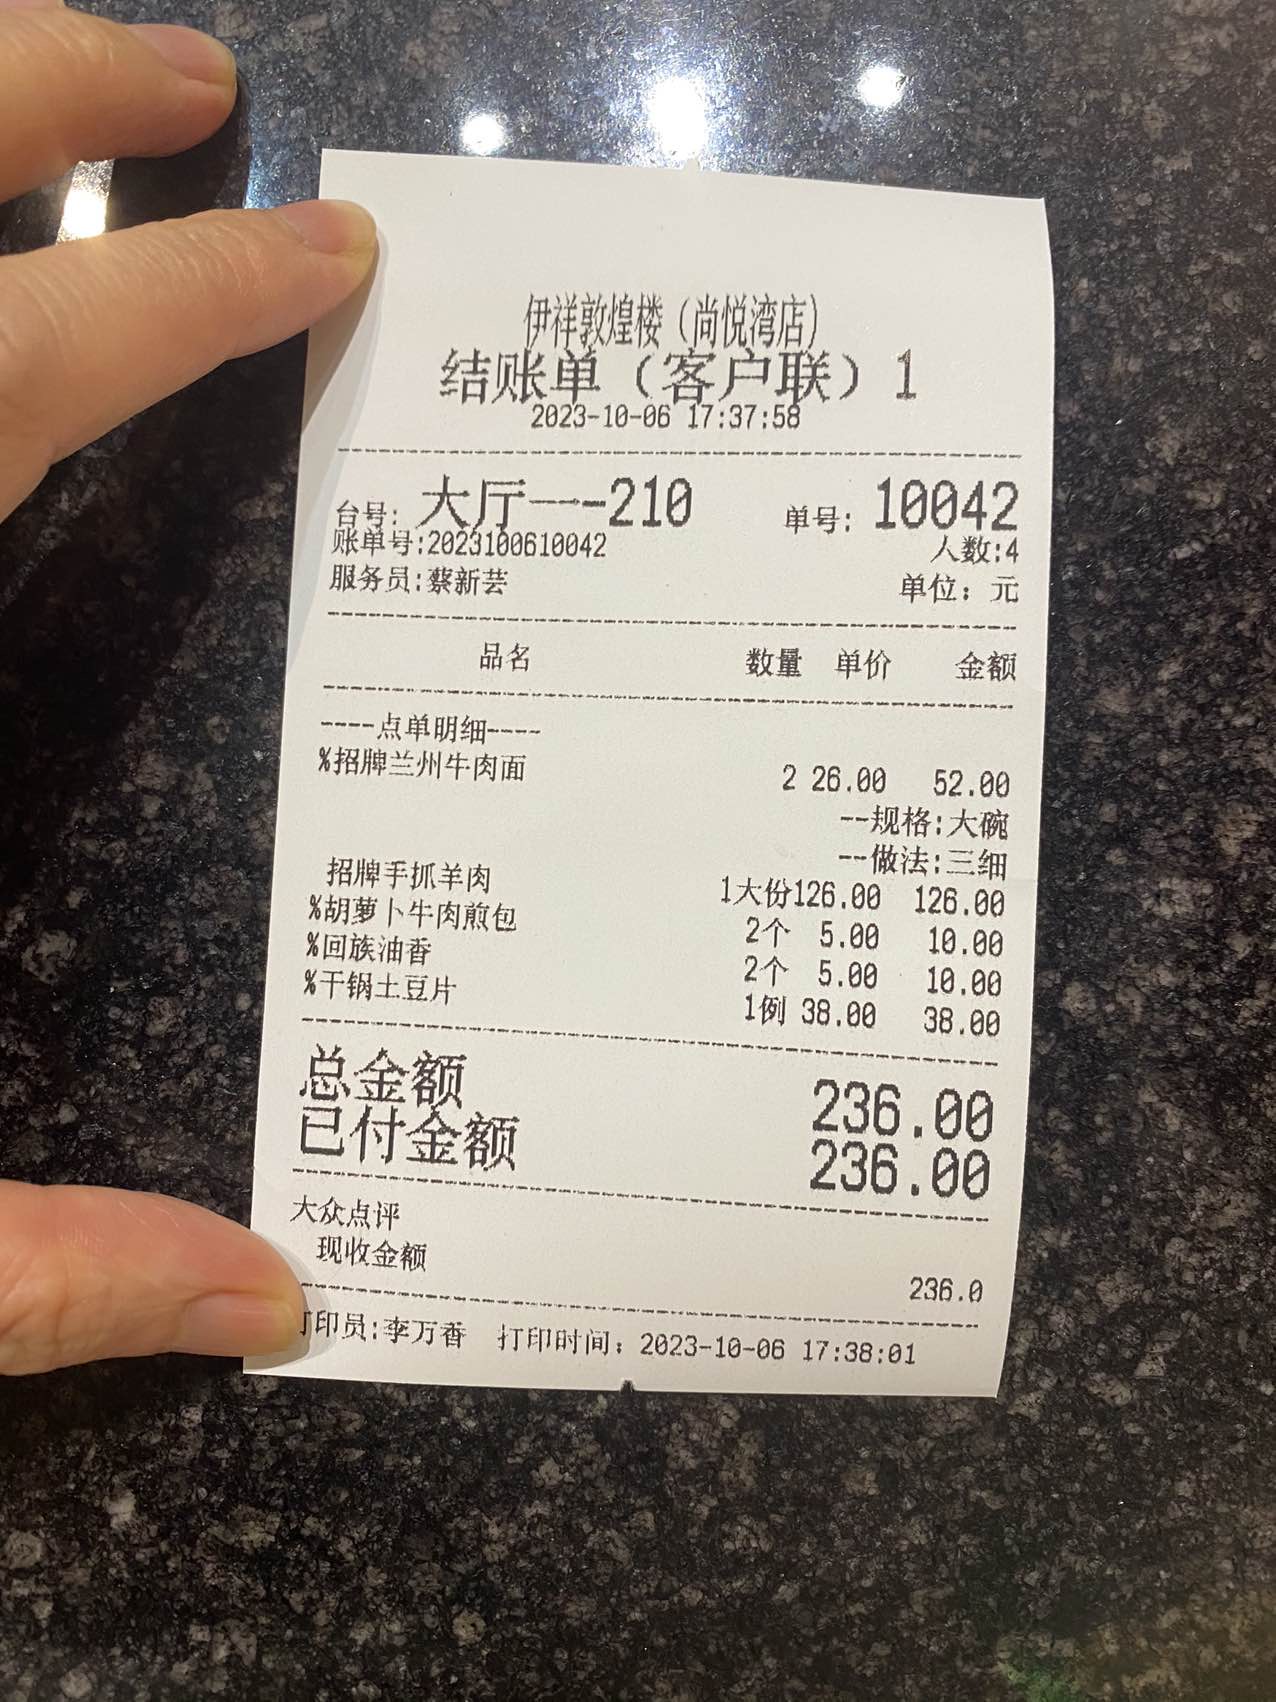 伊祥敦煌楼（尚悦湾店）
结账单（客户联）1
2023-10-06 17:37:58
台号: 大厅一-210 单号: 10042
账单号:2023100610042 人数:4
服务员:蔡新芸 单位：元
品名 数量 单价 金额
----点单明细----
%招牌兰州牛肉面 2 26.00 52.00
--规格:大碗
--做法:三细
招牌手抓羊肉 1大份126.00 126.00
%胡萝卜牛肉煎包 2个 5.00 10.00
%回族油香 2个 5.00 10.00
%干锅土豆片 1例 38.00 38.00
总金额 236.00
已付金额 236.00
大众点评
现收金额 236.0
打印员:李万香 打印时间：2023-10-06 17:38:01